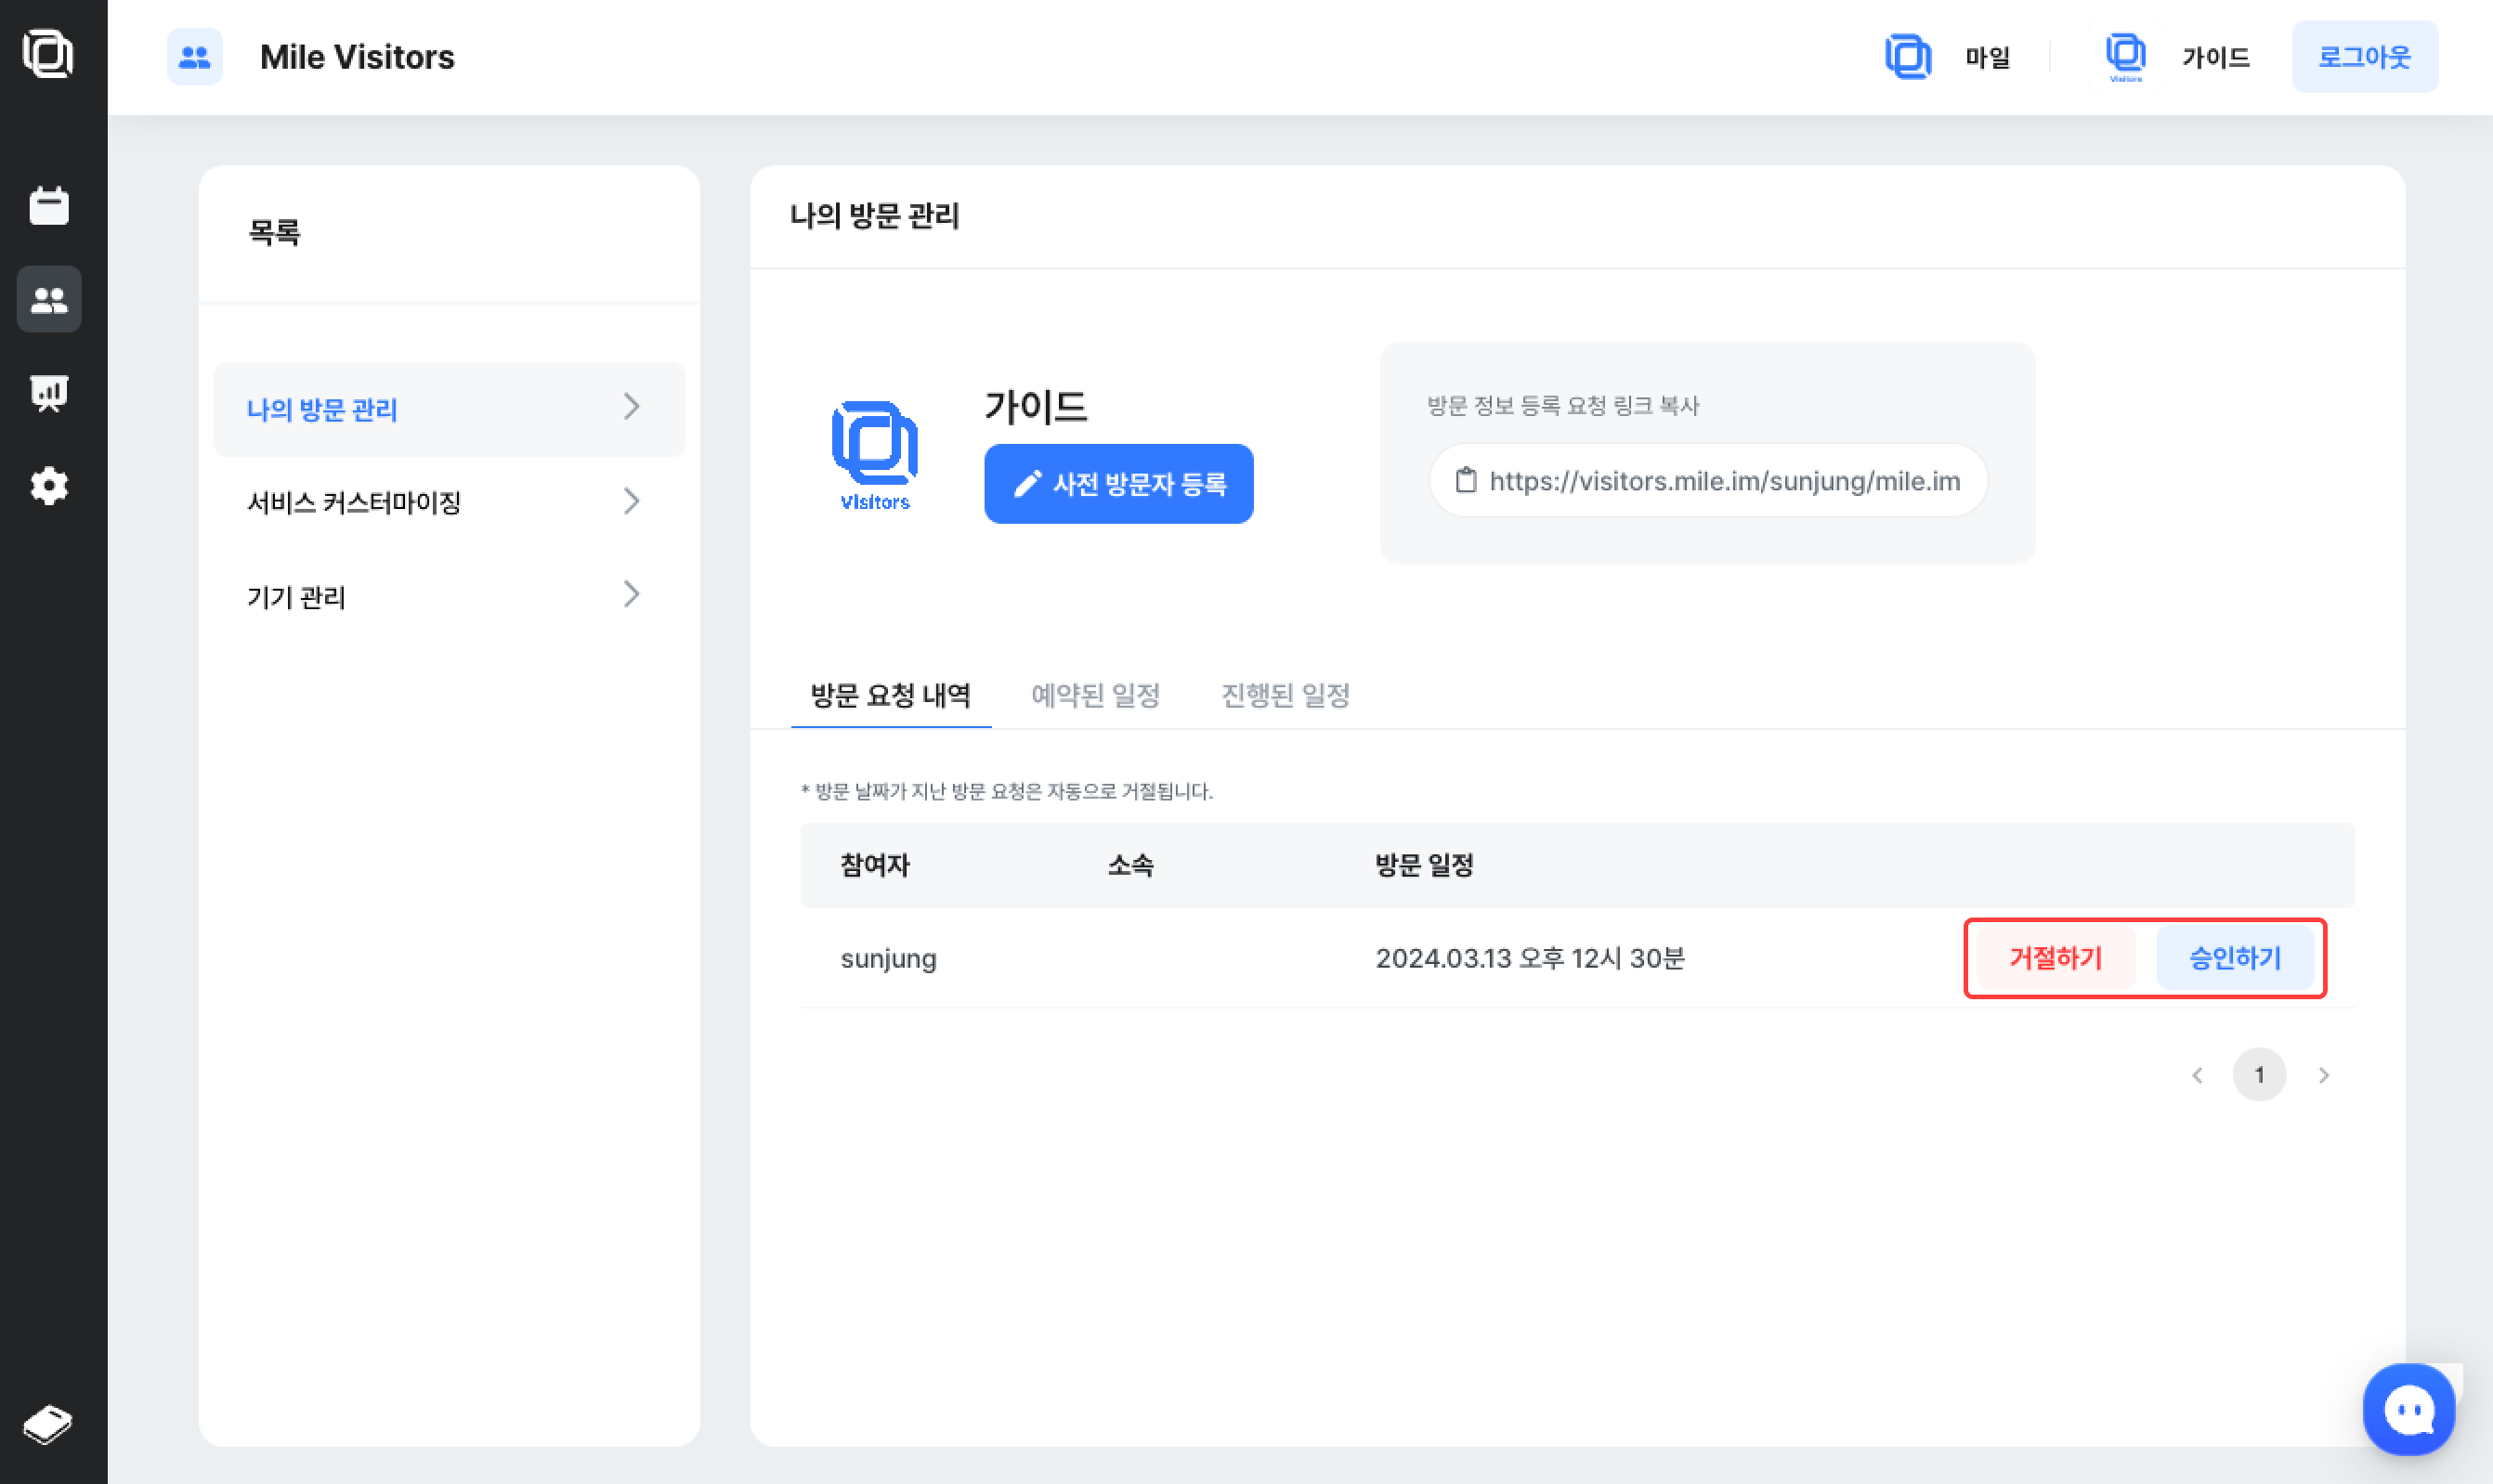 Mile Visitors
마일
Visitors
가이드
로그아웃
목록
나의 방문 관리
서비스 커스터마이징
기기 관리
나의 방문 관리
Visitors
가이드
사전 방문자 등록
방문 정보 등록 요청 링크 복사
https://visitors.mile.im/sunjung/mile.im
방문 요청 내역 예약된 일정 진행된 일정
* 방문 날짜가 지난 방문 요청은 자동으로 거절됩니다.
참여자 소속 방문 일정
sunjung 2024.03.13 오후 12시 30분 거절하기 승인하기
1